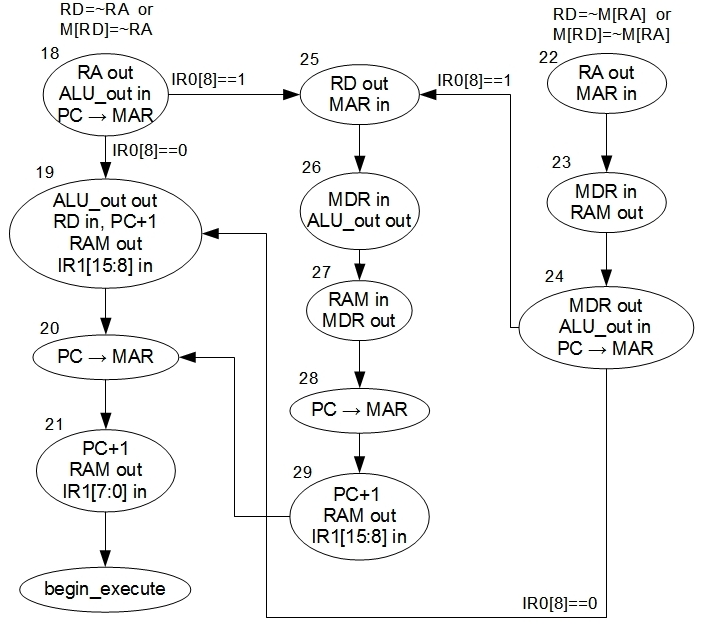 RD=~RA or
M[RD]=~RA
18
RA out
ALU_out in
PC → MAR
IR0[8]==1
IR0[8]==0
19
ALU_out out
RD in, PC+1
RAM out
IR1[15:8] in
20
PC → MAR
21
PC+1
RAM out
IR1[7:0] in
begin_execute
25
RD out
MAR in
26
MDR in
ALU_out out
27
RAM in
MDR out
28
PC → MAR
29
PC+1
RAM out
IR1[15:8] in
RD=~M[RA] or
M[RD]=~M[RA]
22
RA out
MAR in
IR0[8]==1
23
MDR in
RAM out
24
MDR out
ALU_out in
PC → MAR
IR0[8]==0